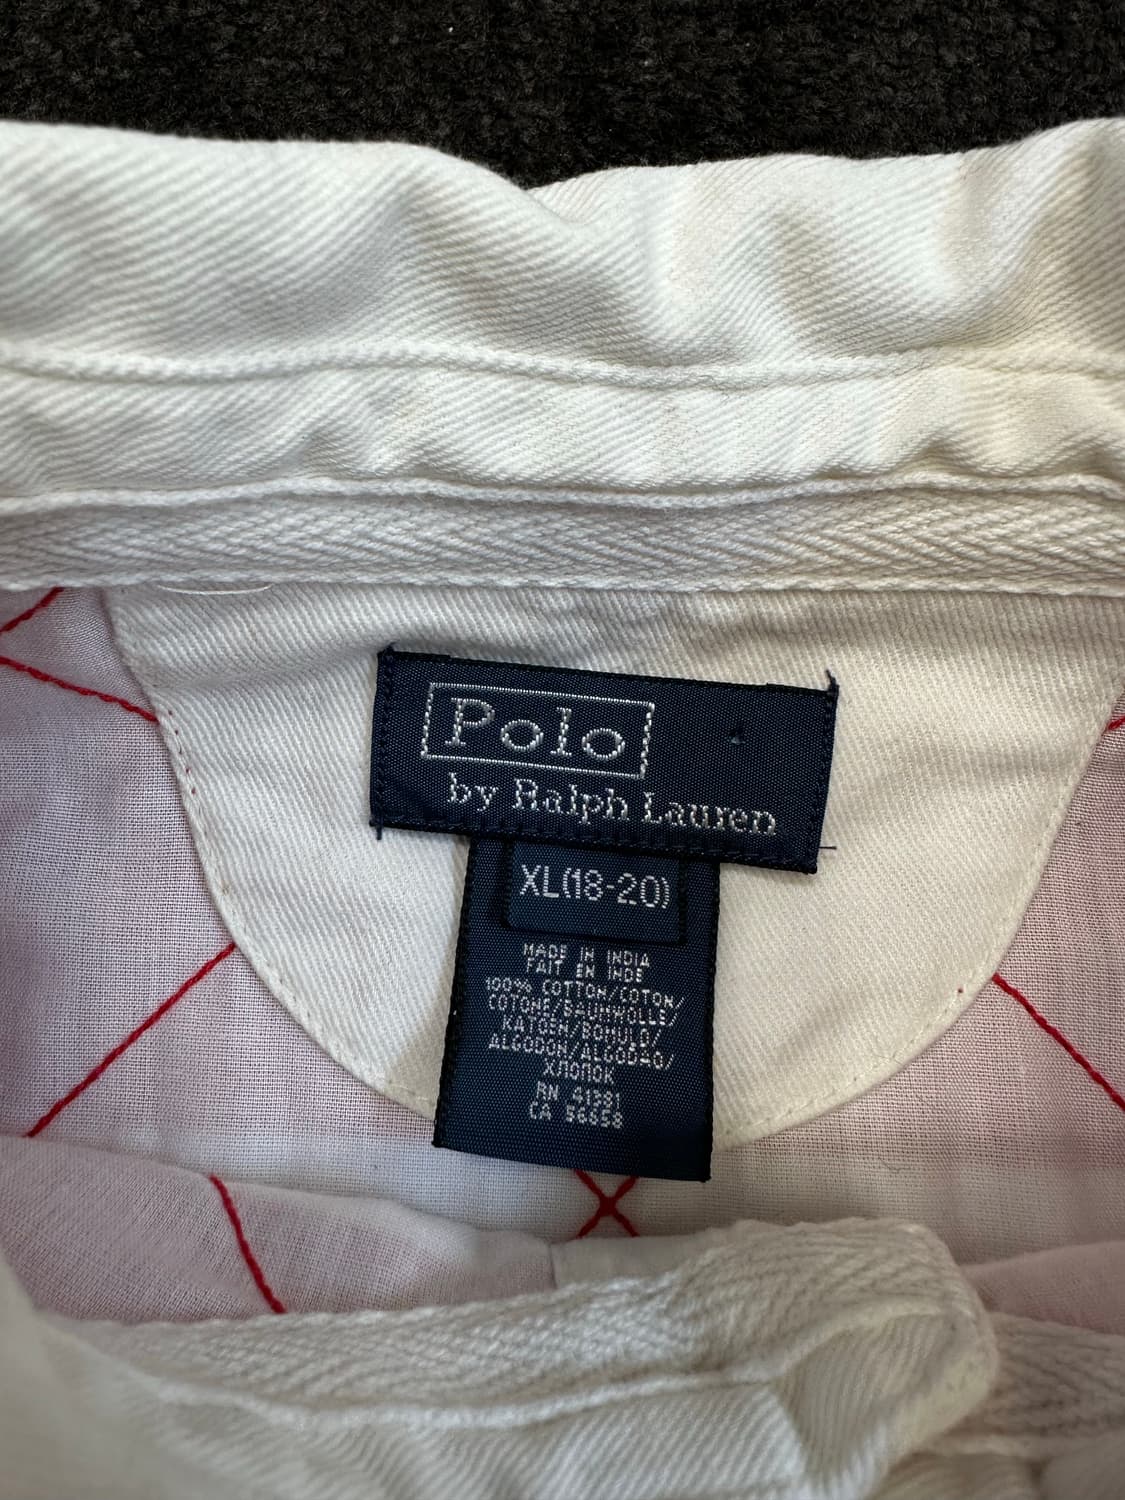 Polo
by Ralph Lauren
XL(18-20)
MADE IN INDIA
FAIT EN INDE
100% COTTON/COTON/
COTONE/BAUMWOLLE/
KATOEN/BOMULD/
ALGODON/ALGODAO/
ХЛОПОК
RN 41381
CA 56658